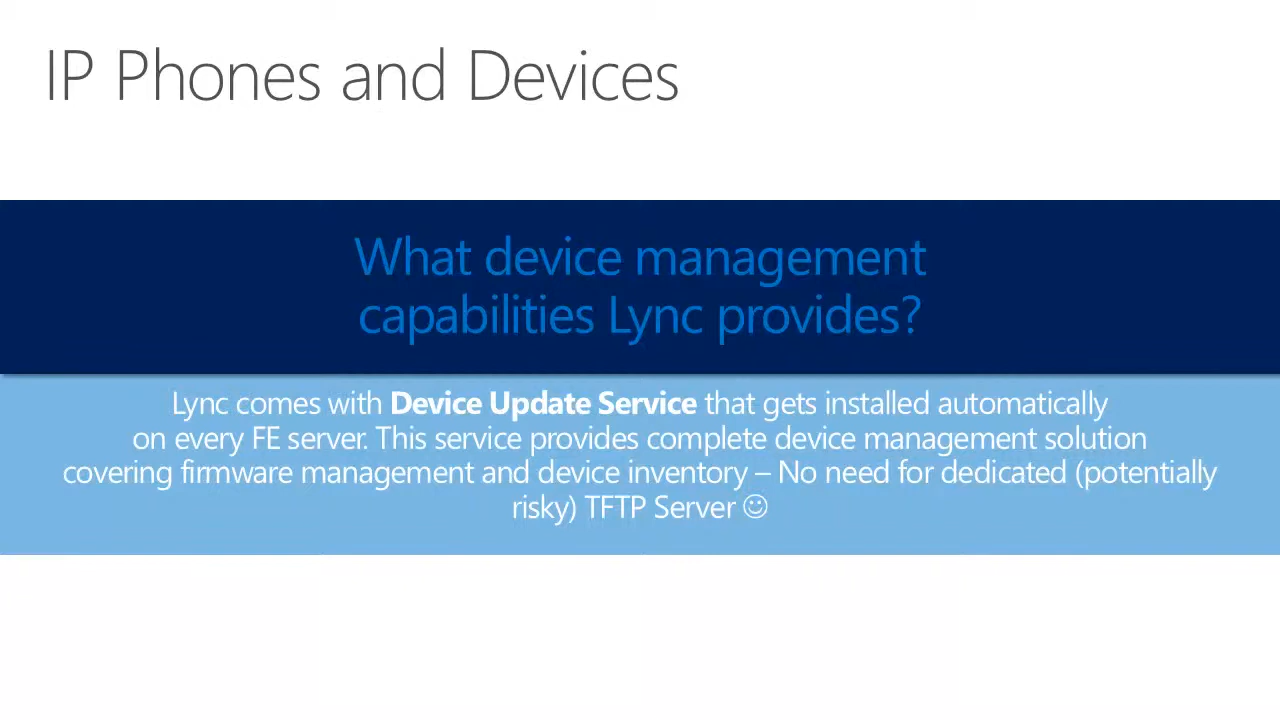 IP Phones and Devices
What device management
capabilities Lync provides?
Lync comes with Device Update Service that gets installed automatically
on every FE server. This service provides complete device management solution
covering firmware management and device inventory – No need for dedicated (potentially
risky) TFTP Server ☺